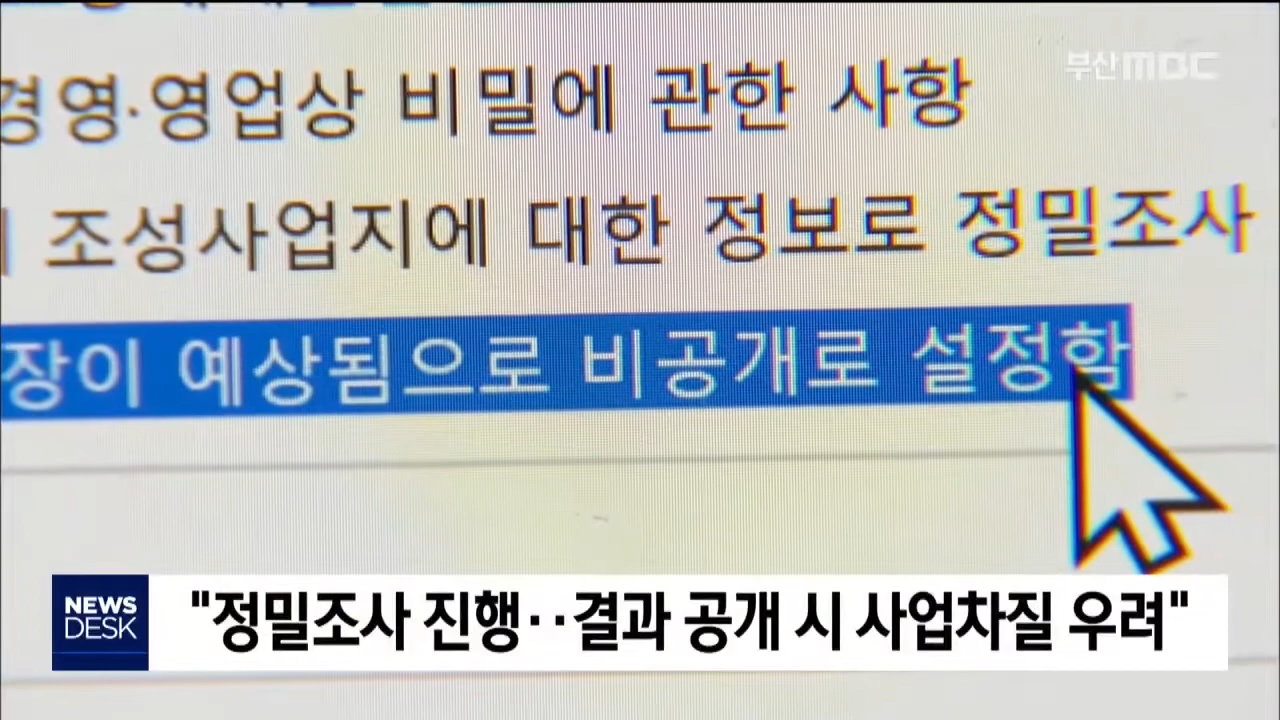 부산MBC
경영·영업상 비밀에 관한 사항
조성사업지에 대한 정보로 정밀조사
장이 예상됨으로 비공개로 설정함
NEWS
DESK
"정밀조사 진행‥결과 공개 시 사업차질 우려"